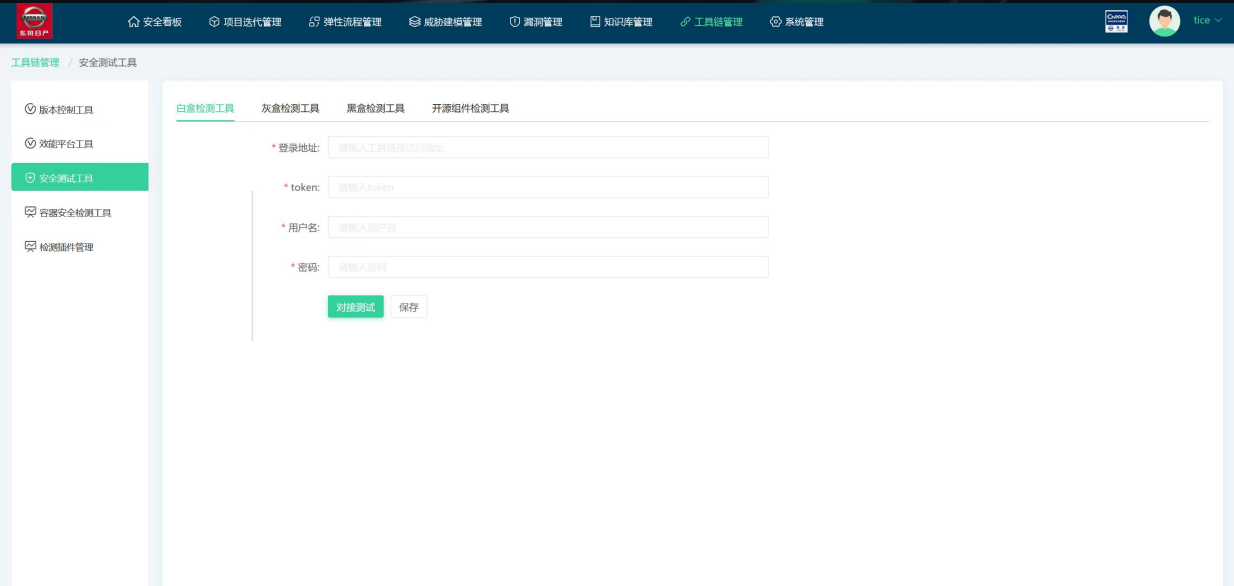 NISSAN
东风日产
安全看板 项目迭代管理 弹性流程管理 威胁建模管理 漏洞管理 知识库管理 工具链管理 系统管理
CNNVD
tice
工具链管理 / 安全测试工具
版本控制工具
效能平台工具
安全测试工具
容器安全检测工具
检测插件管理
白盒检测工具 灰盒检测工具 黑盒检测工具 开源组件检测工具
* 登录地址: 请输入工具链接访问地址
* token: 请输入token
* 用户名: 请输入用户名
* 密码: 请输入密码
对接测试 保存